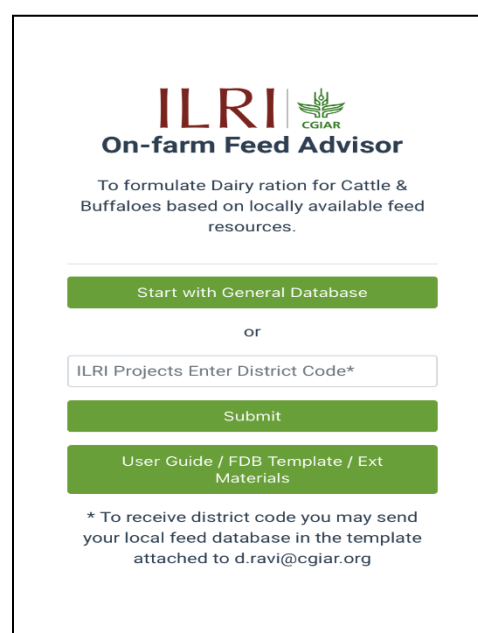 ILRI
CGIAR
On-farm Feed Advisor
To formulate Dairy ration for Cattle &
Buffaloes based on locally available feed
resources.
Start with General Database
or
ILRI Projects Enter District Code*
Submit
User Guide / FDB Template / Ext
Materials
* To receive district code you may send
your local feed database in the template
attached to d.ravi@cgiar.org